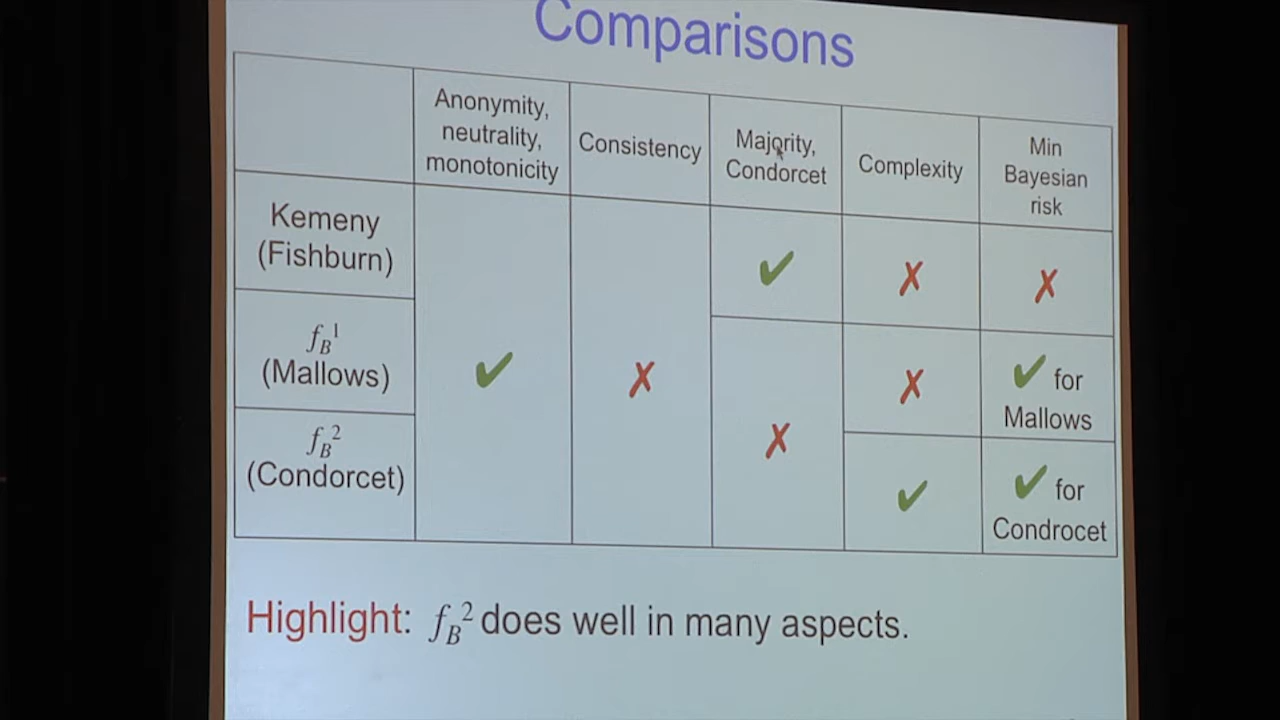 Comparisons
Anonymity,
neutrality,
monotonicity
Consistency
Majority,
Condorcet
Complexity
Min
Bayesian
risk
Kemeny
(Fishburn)
✔
✗
✗
f_B^1
(Mallows)
✔
✗
✗
✔ for
Mallows
f_B^2
(Condorcet)
✗
✔
✔ for
Condrocet
Highlight: f_B^2 does well in many aspects.